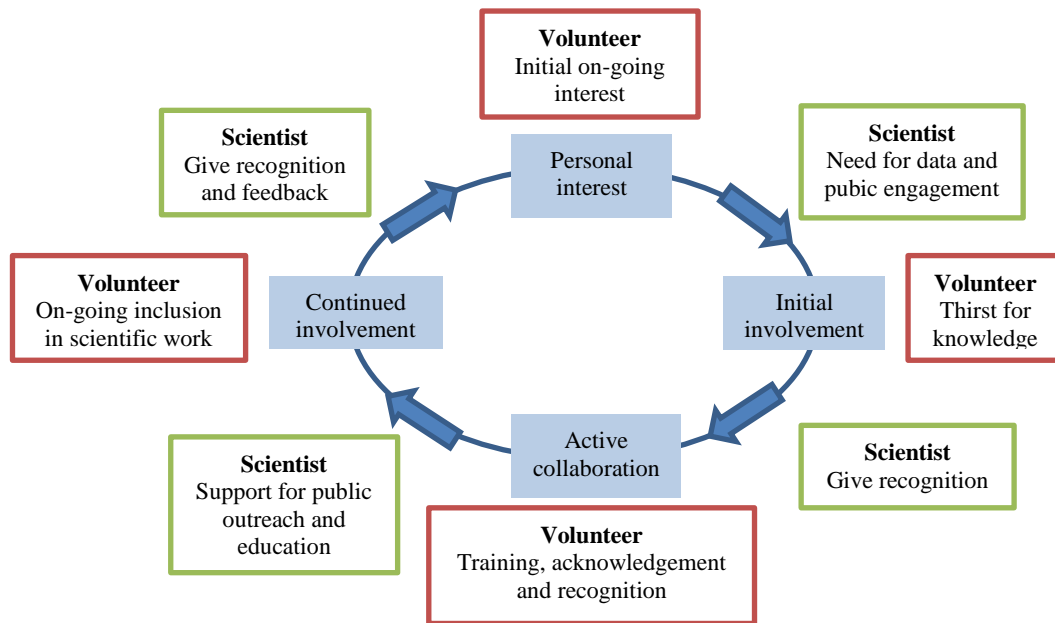 Volunteer
Initial on-going
interest
Scientist
Give recognition
and feedback
Personal
interest
Scientist
Need for data and
pubic engagement
Volunteer
On-going inclusion
in scientific work
Continued
involvement
Initial
involvement
Volunteer
Thirst for
knowledge
Scientist
Support for public
outreach and
education
Active
collaboration
Scientist
Give recognition
Volunteer
Training, acknowledgement
and recognition